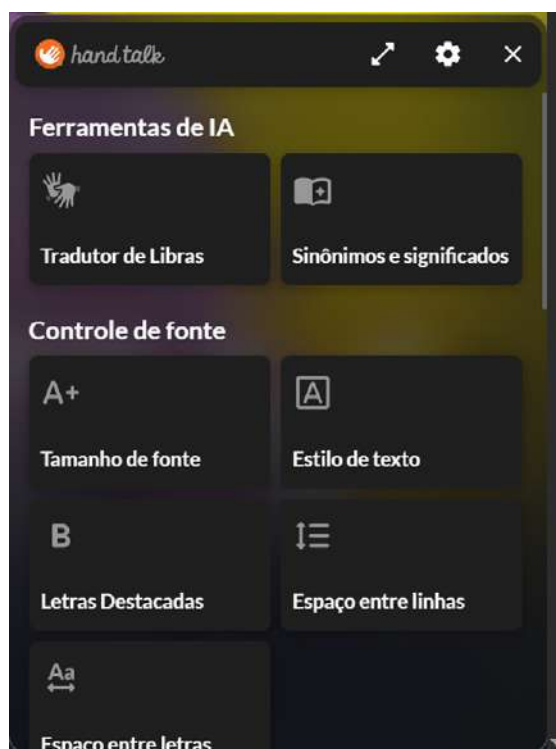 hand talk
Ferramentas de IA
Tradutor de Libras
Sinônimos e significados
Controle de fonte
A+
Tamanho de fonte
A
Estilo de texto
B
Letras Destacadas
Espaço entre linhas
Aa
Espaço entre letras